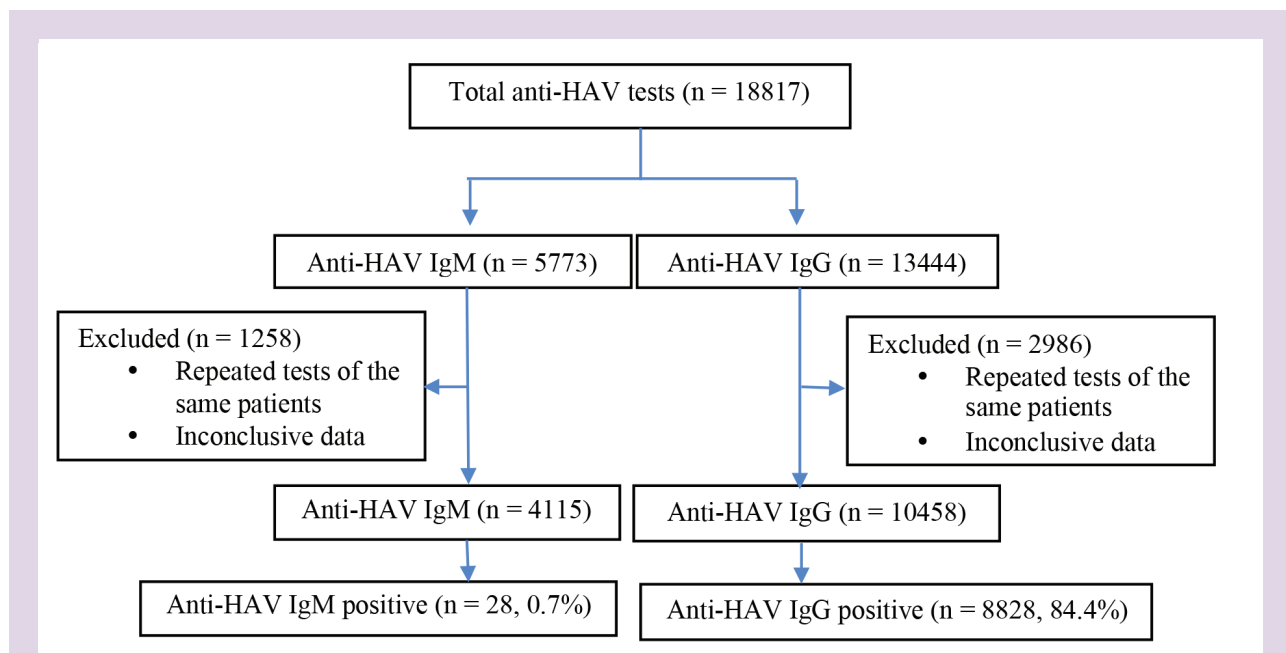 Total anti-HAV tests (n = 18817)
Anti-HAV IgM (n = 5773)
Anti-HAV IgG (n = 13444)
Excluded (n = 1258)
• Repeated tests of the
same patients
• Inconclusive data
Excluded (n = 2986)
• Repeated tests of the
same patients
• Inconclusive data
Anti-HAV IgM (n = 4115)
Anti-HAV IgG (n = 10458)
Anti-HAV IgM positive (n = 28, 0.7%)
Anti-HAV IgG positive (n = 8828, 84.4%)